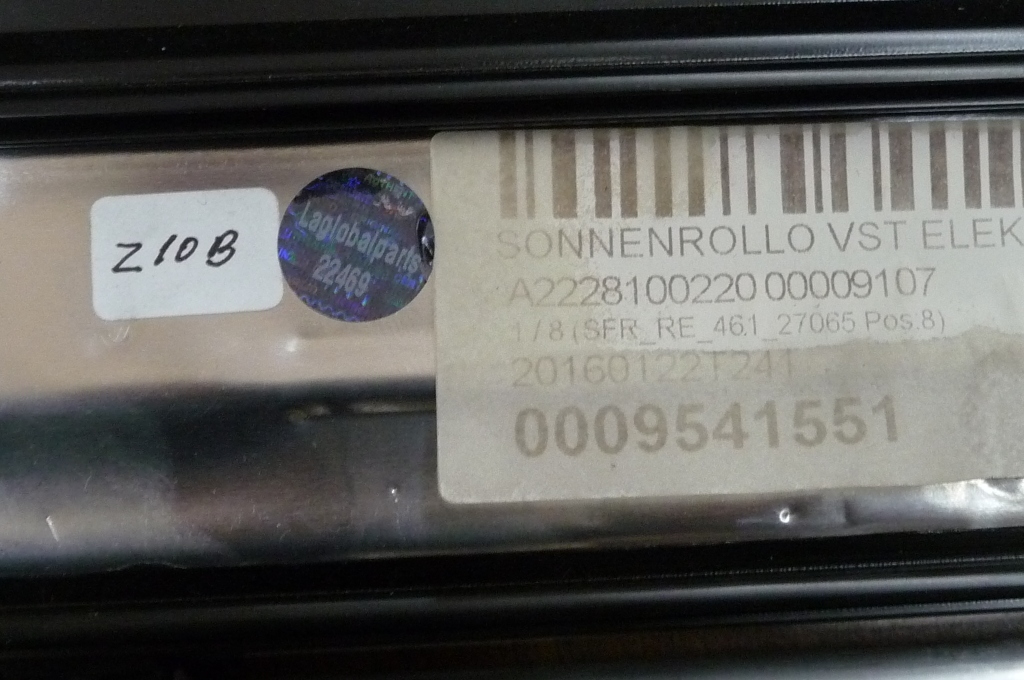 Z10B
Laglobalparts
22469
SONNENROLLO VST ELEK
A2228100220 00009107
1 / 8 (SFR_RE_461_27065 Pos.8)
20160122T241
0009541551